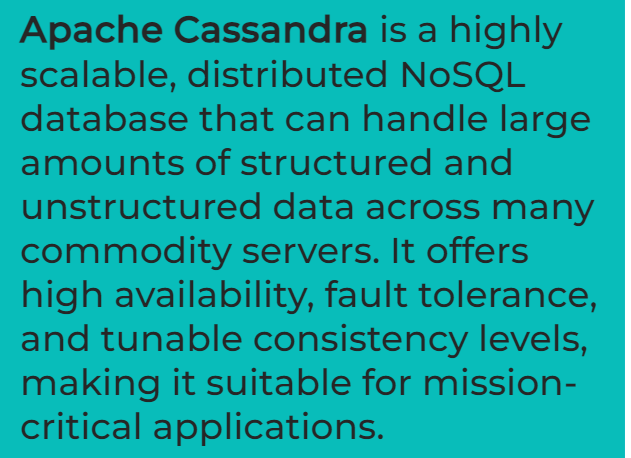 Apache Cassandra is a highly
scalable, distributed NoSQL
database that can handle large
amounts of structured and
unstructured data across many
commodity servers. It offers
high availability, fault tolerance,
and tunable consistency levels,
making it suitable for mission-
critical applications.